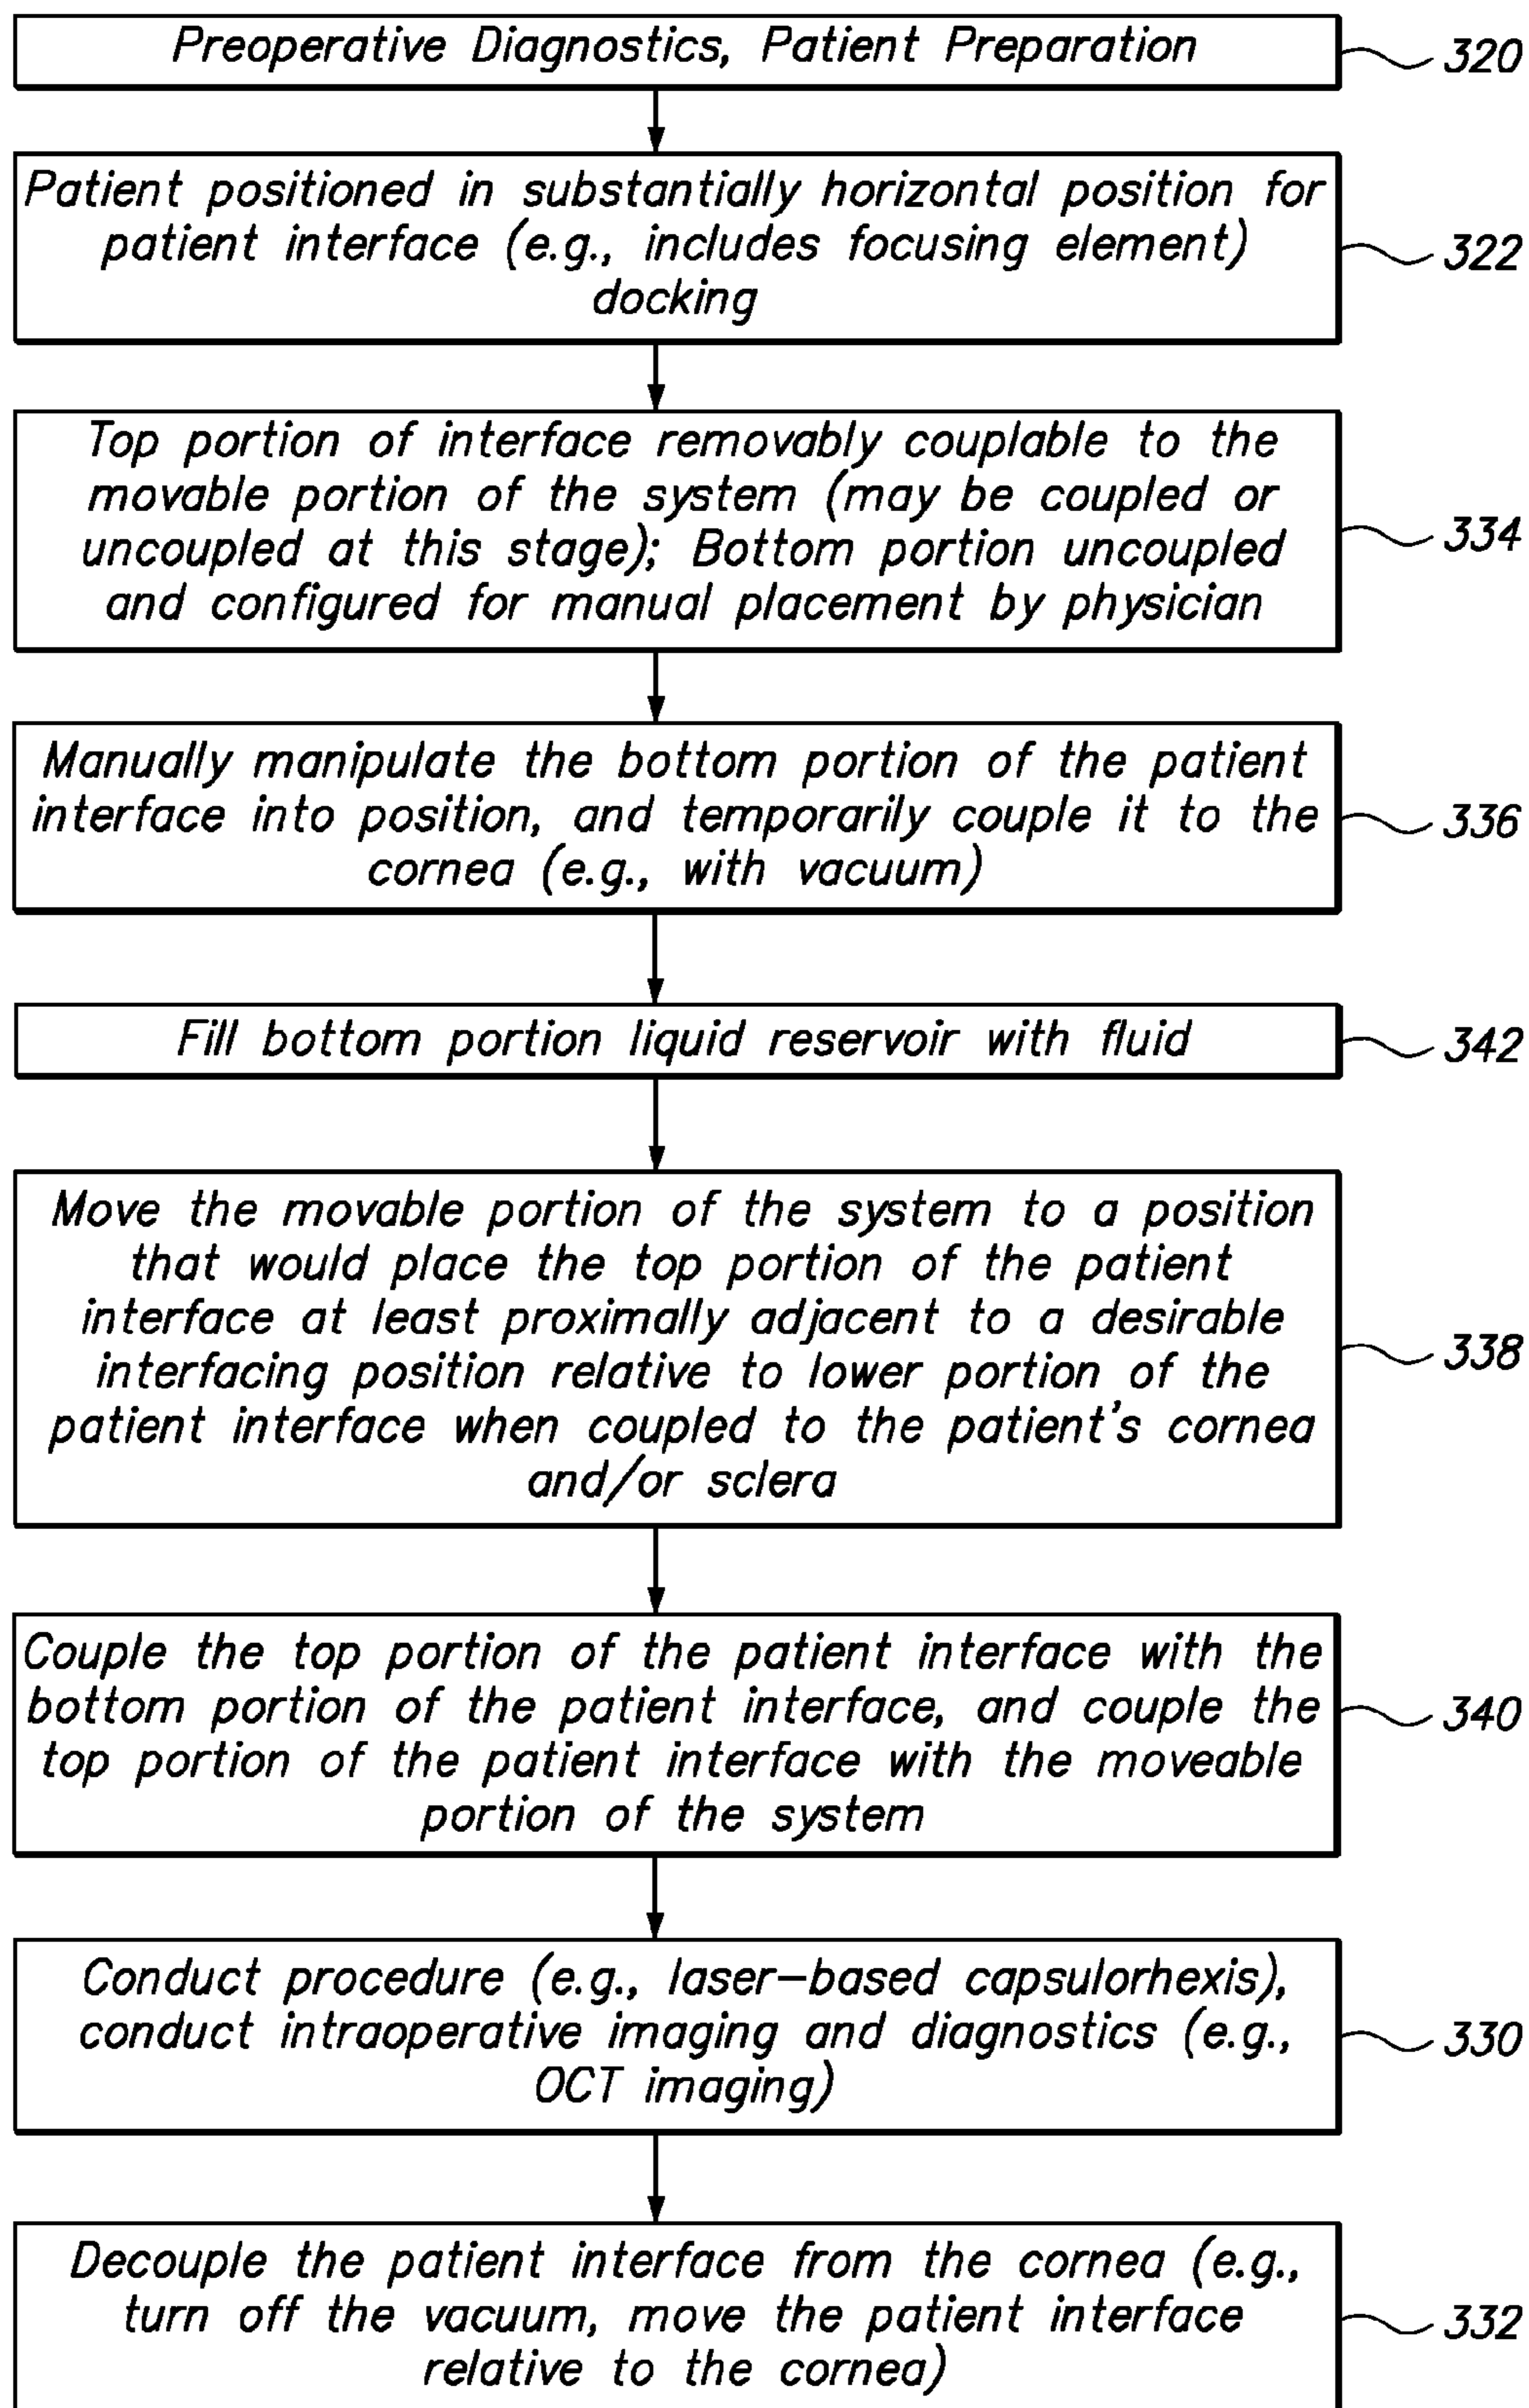 Preoperative Diagnostics, Patient Preparation
320
Patient positioned in substantially horizontal position for
patient interface (e.g., includes focusing element)
docking
322
Top portion of interface removably couplable to the
movable portion of the system (may be coupled or
uncoupled at this stage); Bottom portion uncoupled
and configured for manual placement by physician
334
Manually manipulate the bottom portion of the patient
interface into position, and temporarily couple it to the
cornea (e.g., with vacuum)
336
Fill bottom portion liquid reservoir with fluid
342
Move the movable portion of the system to a position
that would place the top portion of the patient
interface at least proximally adjacent to a desirable
interfacing position relative to lower portion of the
patient interface when coupled to the patient's cornea
and/or sclera
338
Couple the top portion of the patient interface with the
bottom portion of the patient interface, and couple the
top portion of the patient interface with the moveable
portion of the system
340
Conduct procedure (e.g., laser-based capsulorhexis),
conduct intraoperative imaging and diagnostics (e.g.,
OCT imaging)
330
Decouple the patient interface from the cornea (e.g.,
turn off the vacuum, move the patient interface
relative to the cornea)
332